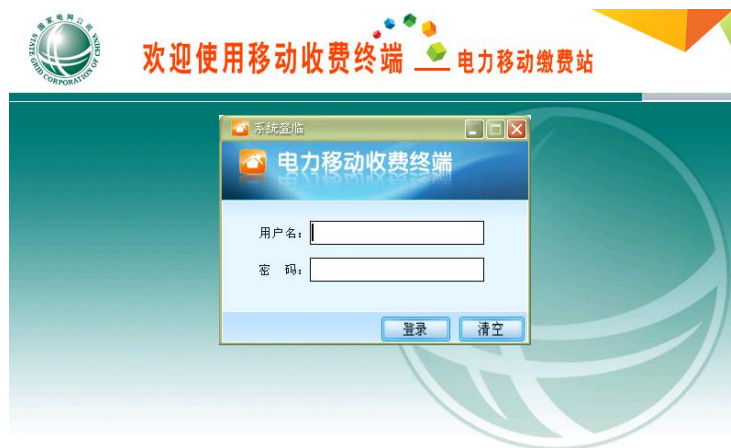 国家电网公司
STATE GRID CORPORATION OF CHINA
欢迎使用移动收费终端——电力移动缴费站
系统登临
电力移动收费终端
用户名：
密 码：
登录 清空